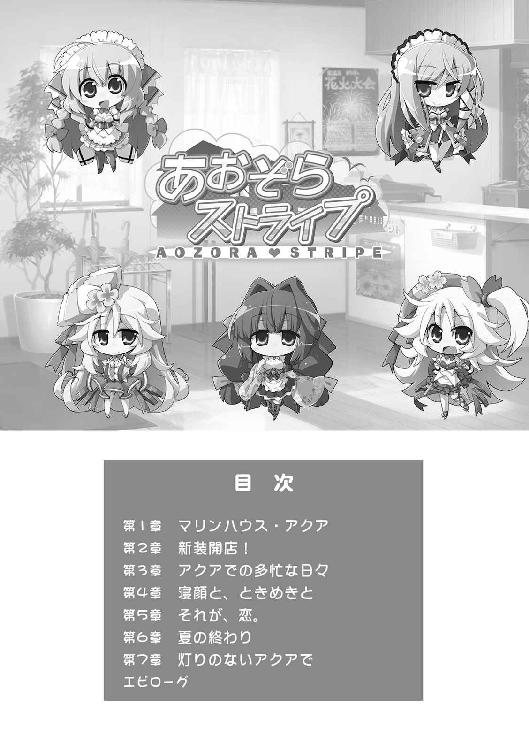 花火大会
あおぞら
ストライプ
AOZORA ♥ STRIPE
目次
第1章 マリンハウス・アクア
第2章 新装開店!
第3章 アクアでの多忙な日々
第4章 寝顔と、ときめきと
第5章 それが、恋。
第6章 夏の終わり
第7章 灯りのないアクアで
エピローグ